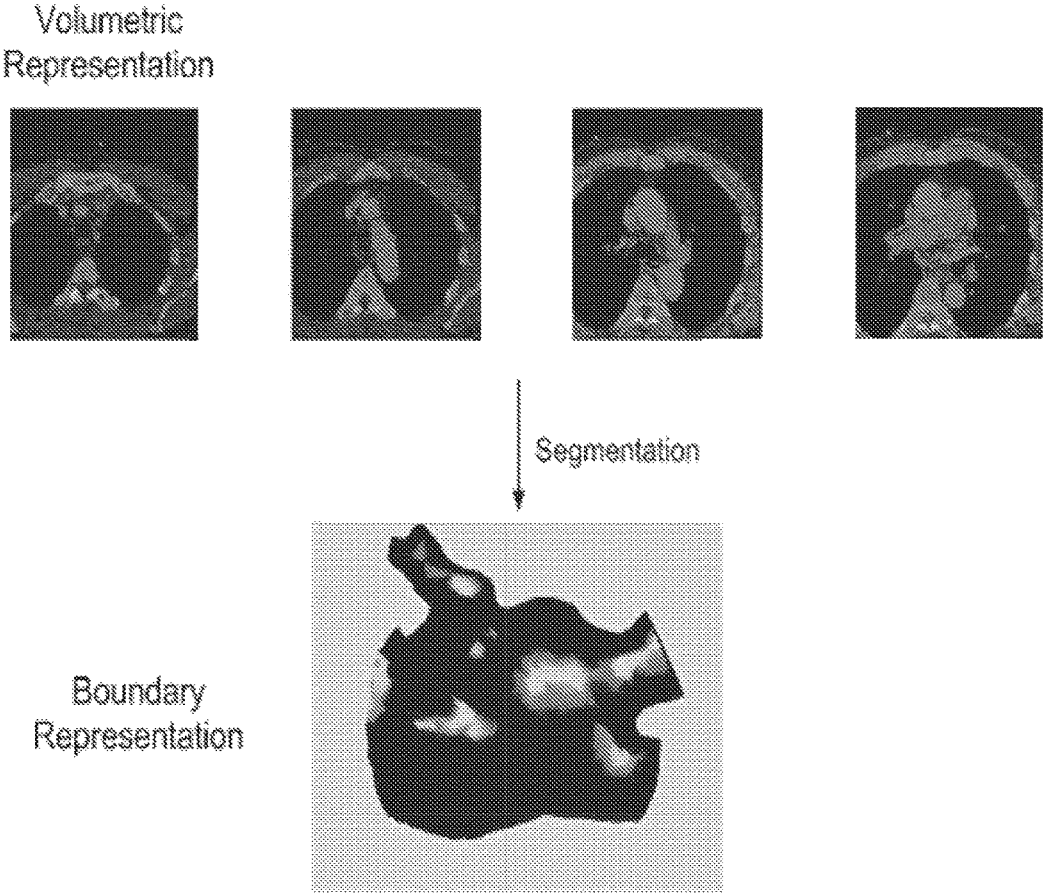 Volumetric
Representation
Segmentation
Boundary
Representation